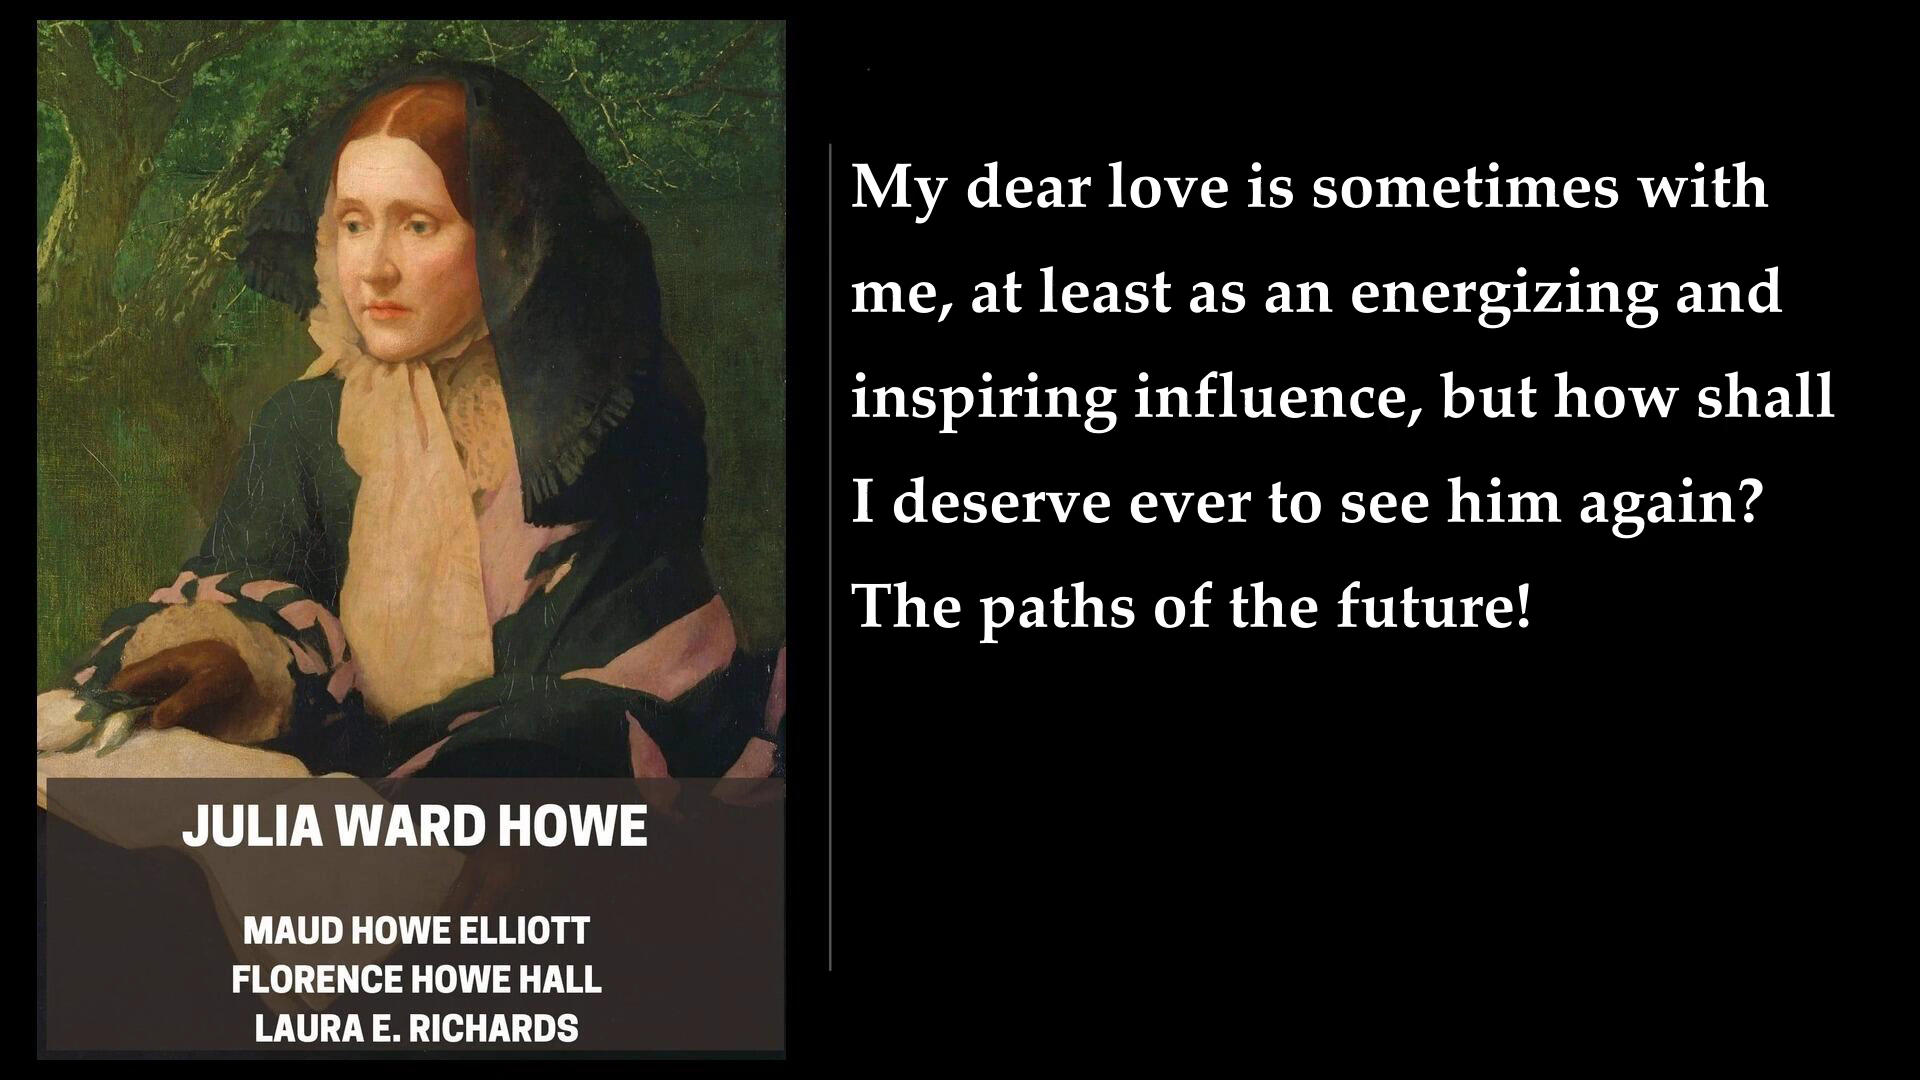 JULIA WARD HOWE
MAUD HOWE ELLIOTT
FLORENCE HOWE HALL
LAURA E. RICHARDS
My dear love is sometimes with
me, at least as an energizing and
inspiring influence, but how shall
I deserve ever to see him again?
The paths of the future!